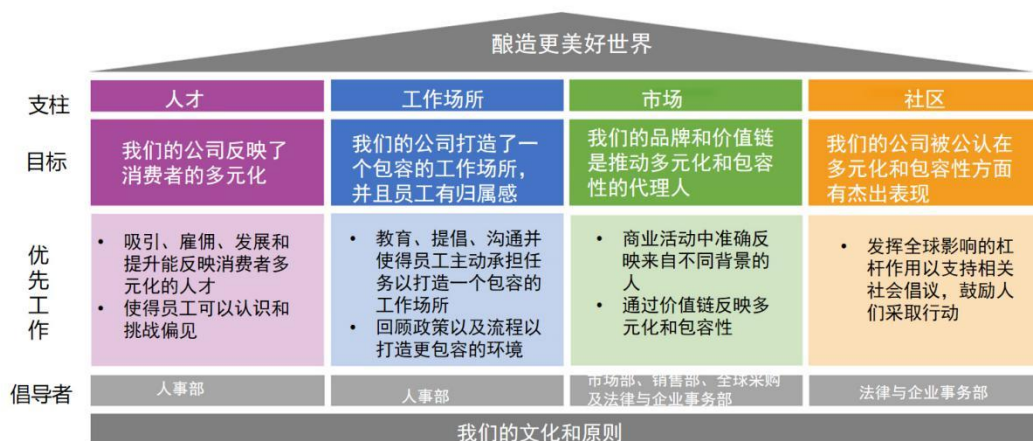 酿造更美好世界
支柱
人才
工作场所
市场
社区
目标
我们的公司反映了
消费者的多元化
我们的公司打造了一
个包容的工作场所，
并且员工有归属感
我们的品牌和价值链
是推动多元化和包容
性的代理人
我们的公司被公认在
多元化和包容性方面
有杰出表现
优
先
工
作
• 吸引、雇佣、发展和
提升能反映消费者多
元化的人才
• 使得员工可以认识和
挑战偏见
• 教育、提倡、沟通并
使得员工主动承担任
务以打造一个包容的
工作场所
• 回顾政策以及流程以
打造更包容的环境
• 商业活动中准确反
映来自不同背景的
人
• 通过价值链反映多
元化和包容性
• 发挥全球影响的杠
杆作用以支持相关
社会倡议，鼓励人
们采取行动
倡导者
人事部
人事部
市场部、销售部、全球采购
及法律与企业事务部
法律与企业事务部
我们的文化和原则